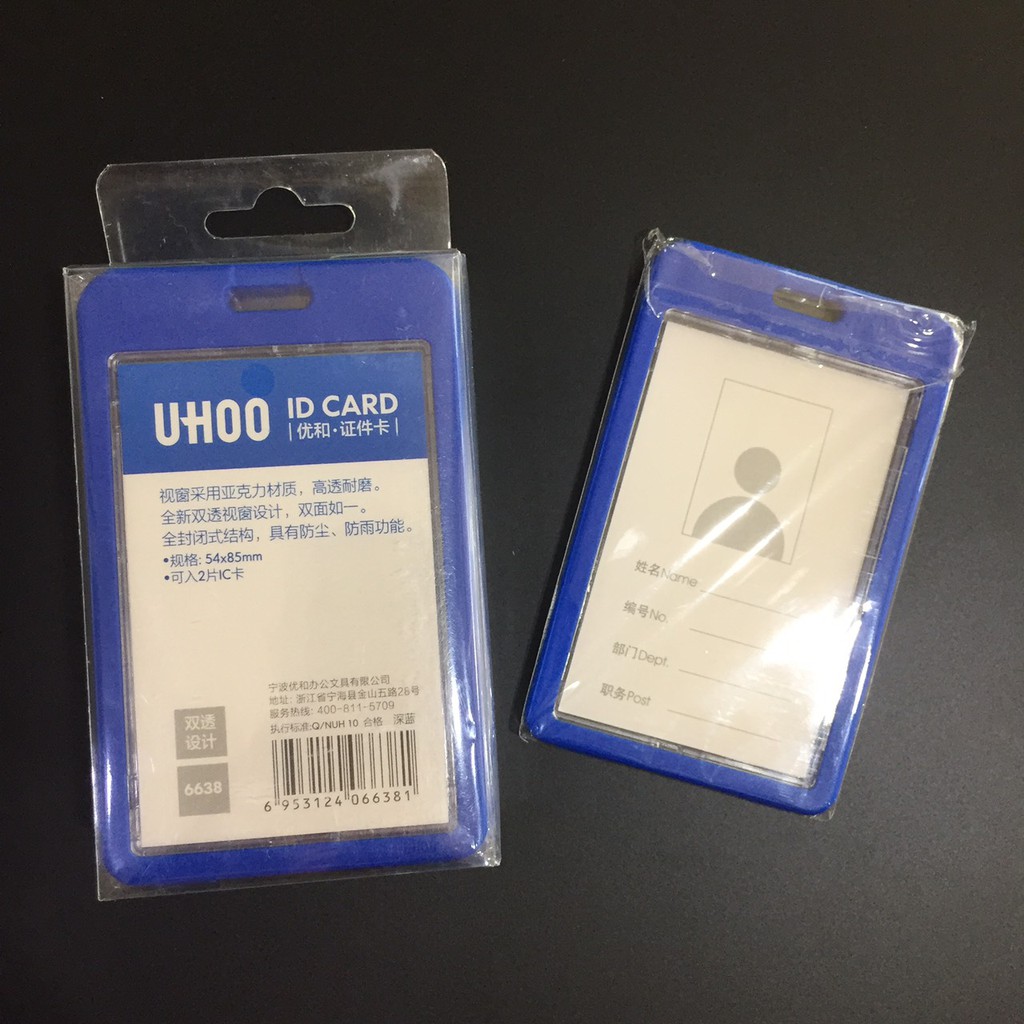 UHOO
ID CARD
优和·证件卡
视窗采用亚克力材质，高透耐磨。
全新双透视窗设计，双面如一。
全封闭式结构，具有防尘、防雨功能。
•规格: 54x85mm
•可入2片IC卡
宁波优和办公文具有限公司
地址: 浙江省宁海县金山五路28号
服务热线: 400-811-5709
执行标准:Q/NUH 10 合格 深蓝
双透
设计
6638
6 953124 066381
姓名Name
编号No.
部门Dept.
职务Post